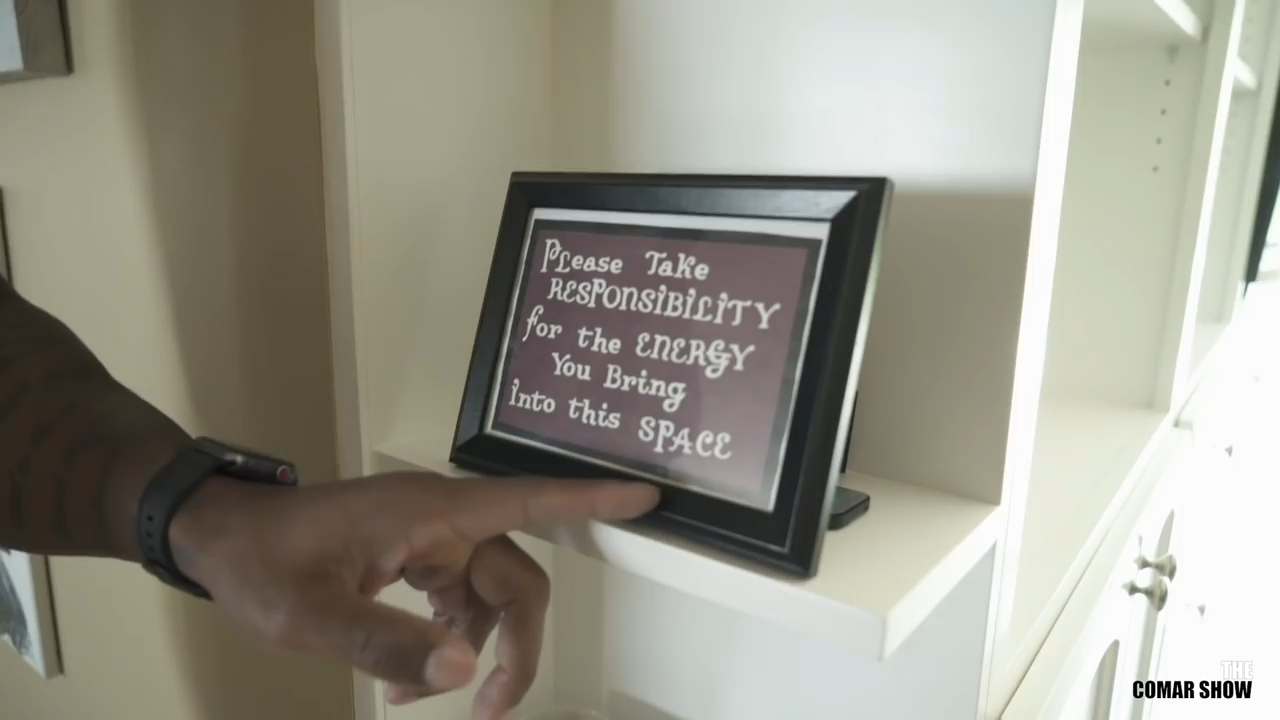 Please Take
RESPONSIBILITY
for the ENERGY
You Bring
into this SPACE
THE
COMAR SHOW